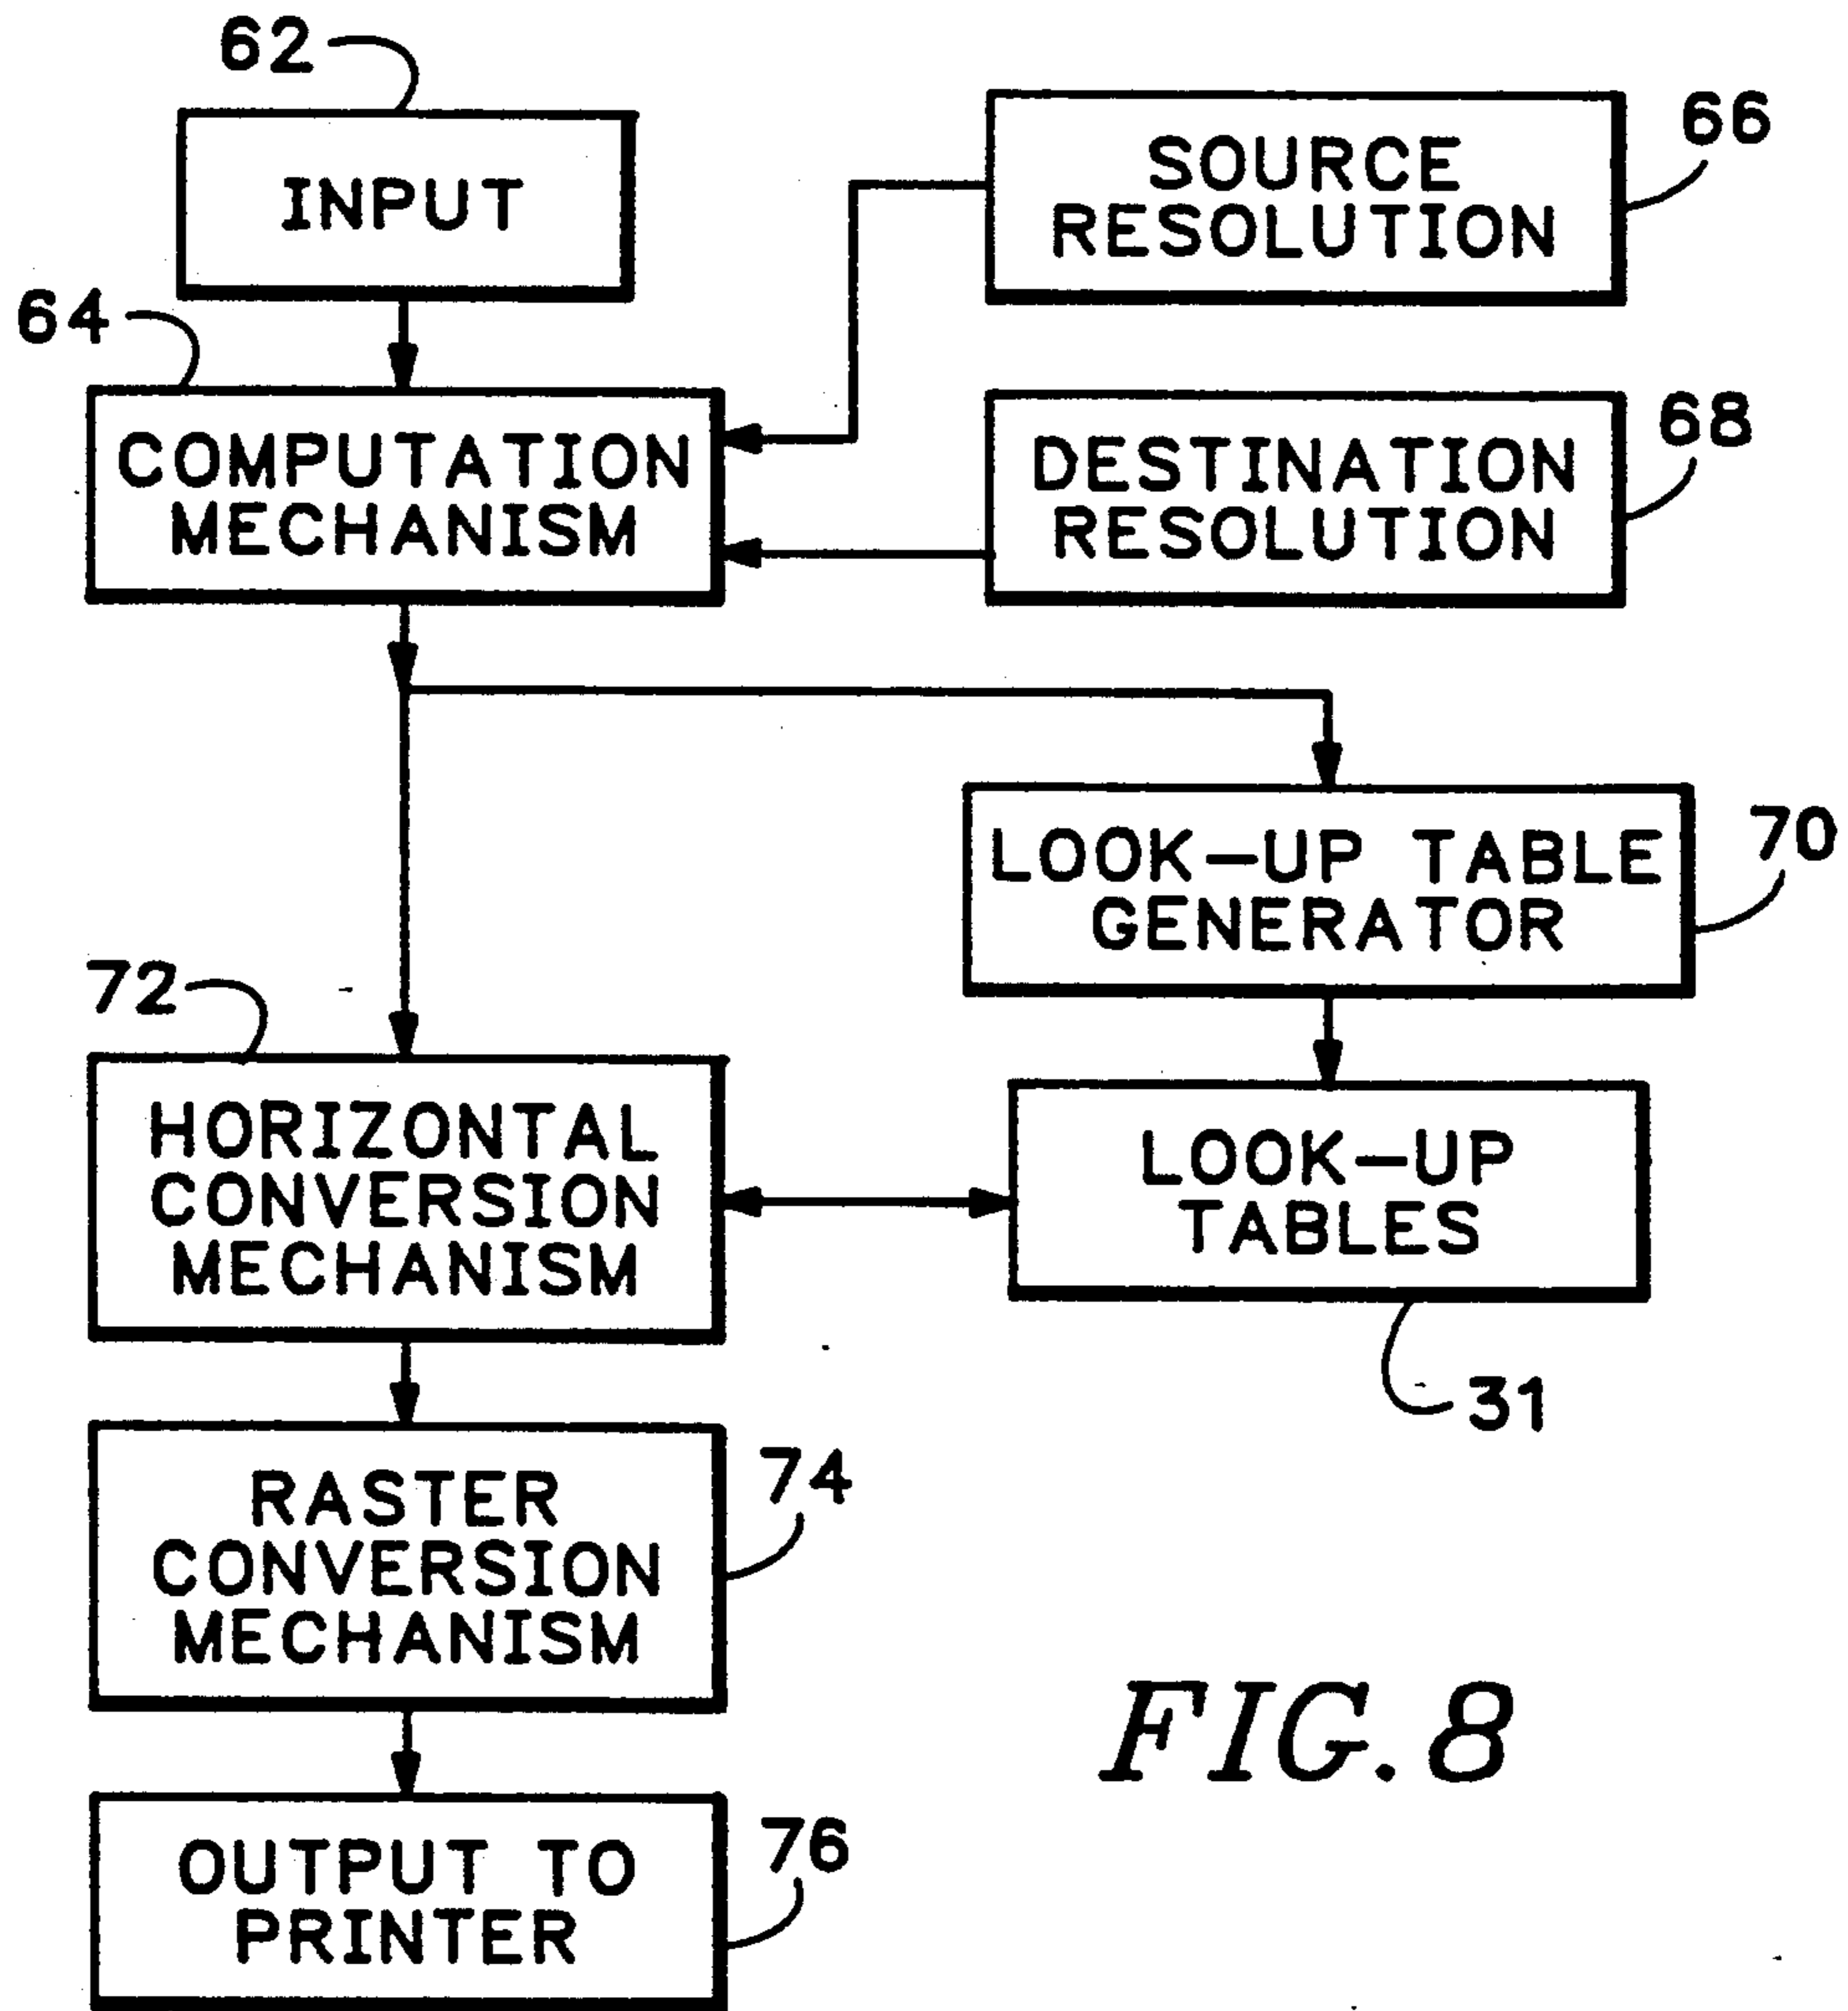 62
INPUT
66
SOURCE
RESOLUTION
64
COMPUTATION
MECHANISM
68
DESTINATION
RESOLUTION
70
LOOK-UP TABLE
GENERATOR
72
HORIZONTAL
CONVERSION
MECHANISM
LOOK-UP
TABLES
31
74
RASTER
CONVERSION
MECHANISM
76
OUTPUT TO
PRINTER
FIG. 8